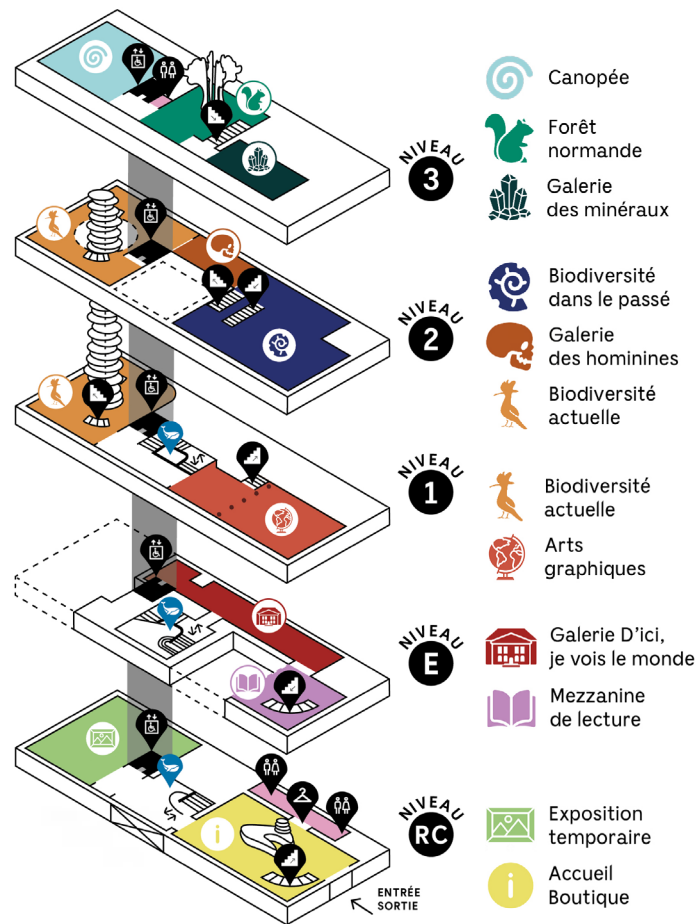 Canopée
Forêt
normande
NIVEAU
3
Galerie
des minéraux
Biodiversité
dans le passé
NIVEAU
2
Galerie
des hominines
Biodiversité
actuelle
NIVEAU
1
Biodiversité
actuelle
Arts
graphiques
NIVEAU
E
Galerie D'ici,
je vois le monde
Mezzanine
de lecture
NIVEAU
RC
Exposition
temporaire
i
i
Accueil
Boutique
ENTRÉE
SORTIE